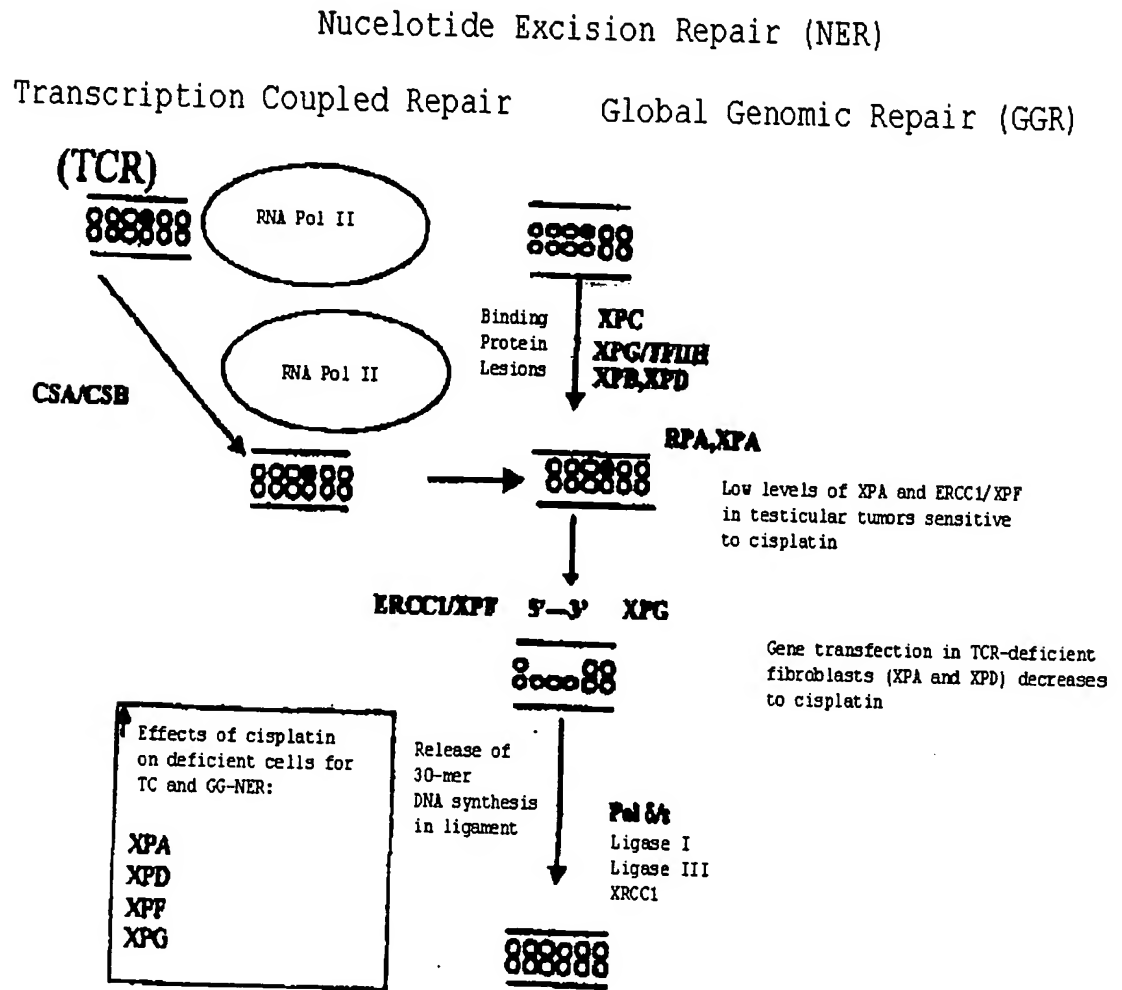 Nucelotide Excision Repair (NER)
Transcription Coupled Repair
Global Genomic Repair (GGR)
(TCR)
RNA Pol II
RNA Pol II
CSA/CSB
Binding
Protein
Lesions
XPC
XPG/TFIIH
XPB,XPD
RPA,XPA
Low levels of XPA and ERCC1/XPF
in testicular tumors sensitive
to cisplatin
ERCC1/XPF 5'—3' XPG
Gene transfection in TCR-deficient
fibroblasts (XPA and XPD) decreases
to cisplatin
Effects of cisplatin
on deficient cells for
TC and GG-NER:
XPA
XPD
XPF
XPG
Release of
30-mer
DNA synthesis
in ligament
Pol
Ligase I
Ligase III
XRCC1